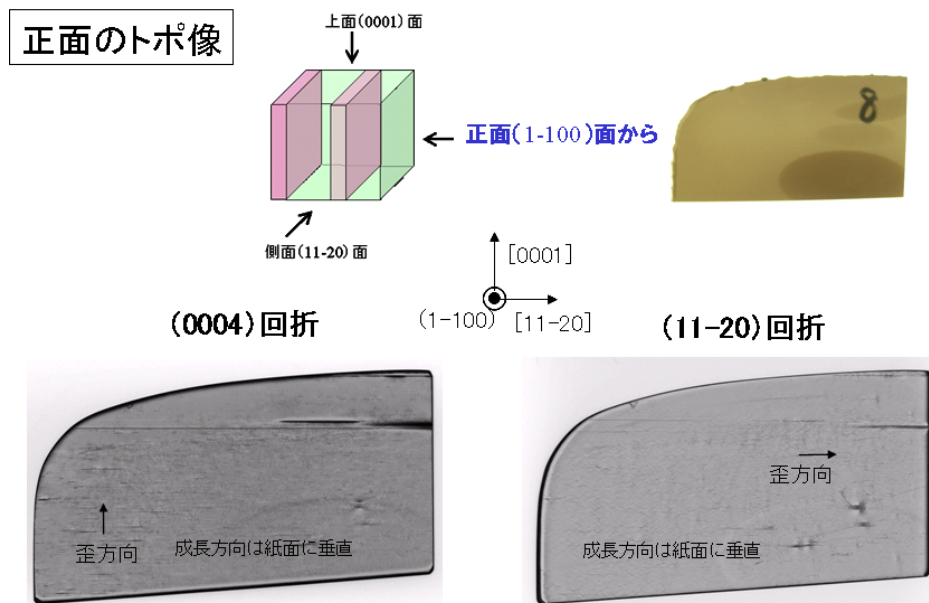 正面のトポ像
上面(0001)面
正面(1-100)面から
側面(11-20)面
8
[0001]
(1-100)
[11-20]
(0004)回折
(11-20)回折
歪方向
成長方向は紙面に垂直
歪方向
成長方向は紙面に垂直